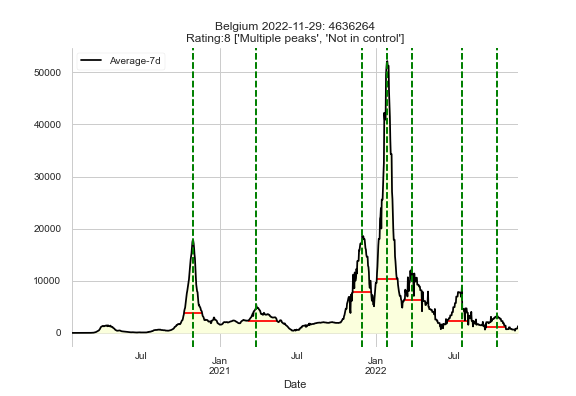 Belgium 2022-11-29: 4636264
Rating:8 ['Multiple peaks', 'Not in control']
Average-7d
50000
40000
30000
20000
10000
0
Jul
Jan
2021
Jul
Jan
2022
Jul
Date